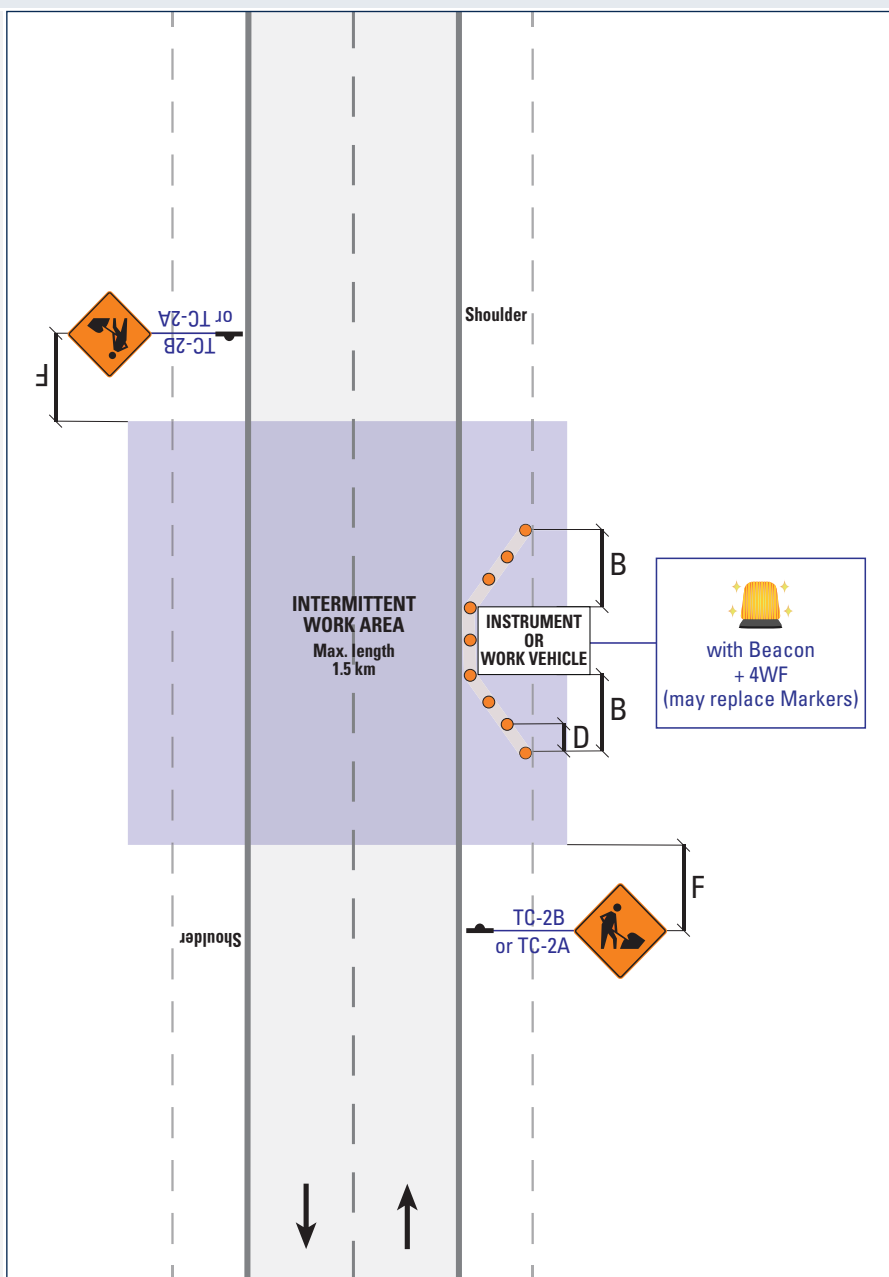 or TC-2A
TC-2B
F
Shoulder
B
INTERMITTENT
WORK AREA
Max. length
1.5 km
INSTRUMENT
OR
WORK VEHICLE
with Beacon
+ 4WF
(may replace Markers)
B
D
F
TC-2B
or TC-2A
Shoulder